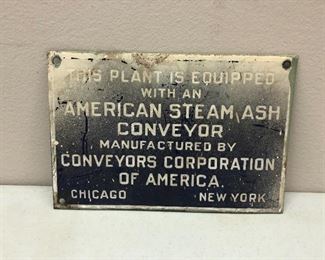 THIS PLANT IS EQUIPPED
WITH AN
AMERICAN STEAM ASH
CONVEYOR
MANUFACTURED BY
CONVEYORS CORPORATION
OF AMERICA.
CHICAGO NEW YORK